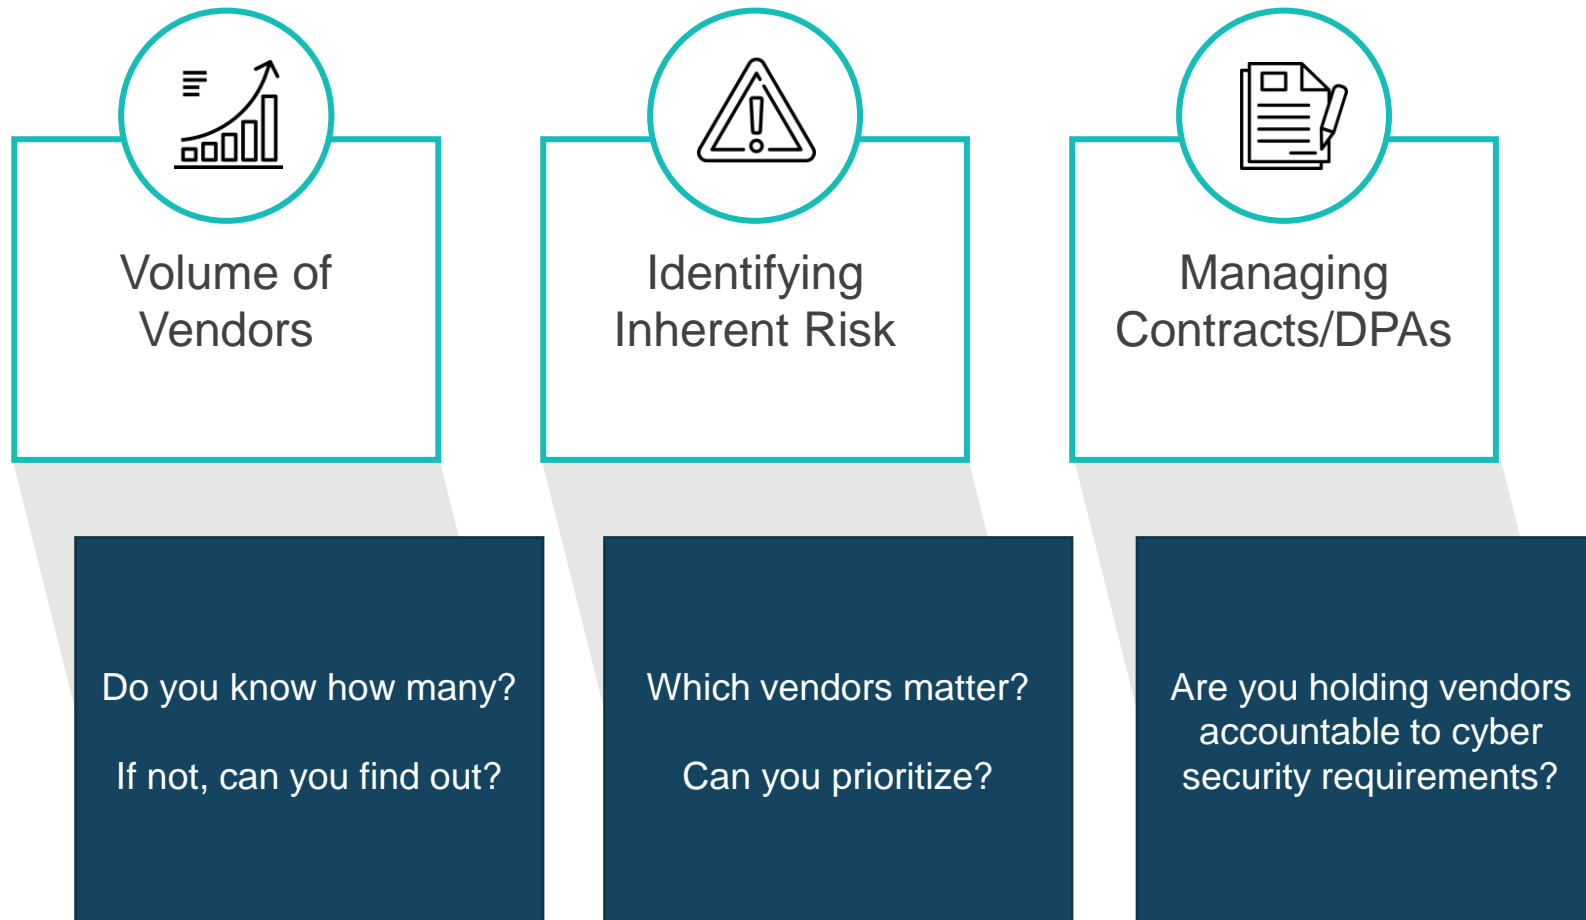 Volume of
Vendors
Identifying
Inherent Risk
Managing
Contracts/DPAs
Do you know how many?
If not, can you find out?
Which vendors matter?
Can you prioritize?
Are you holding vendors
accountable to cyber
security requirements?